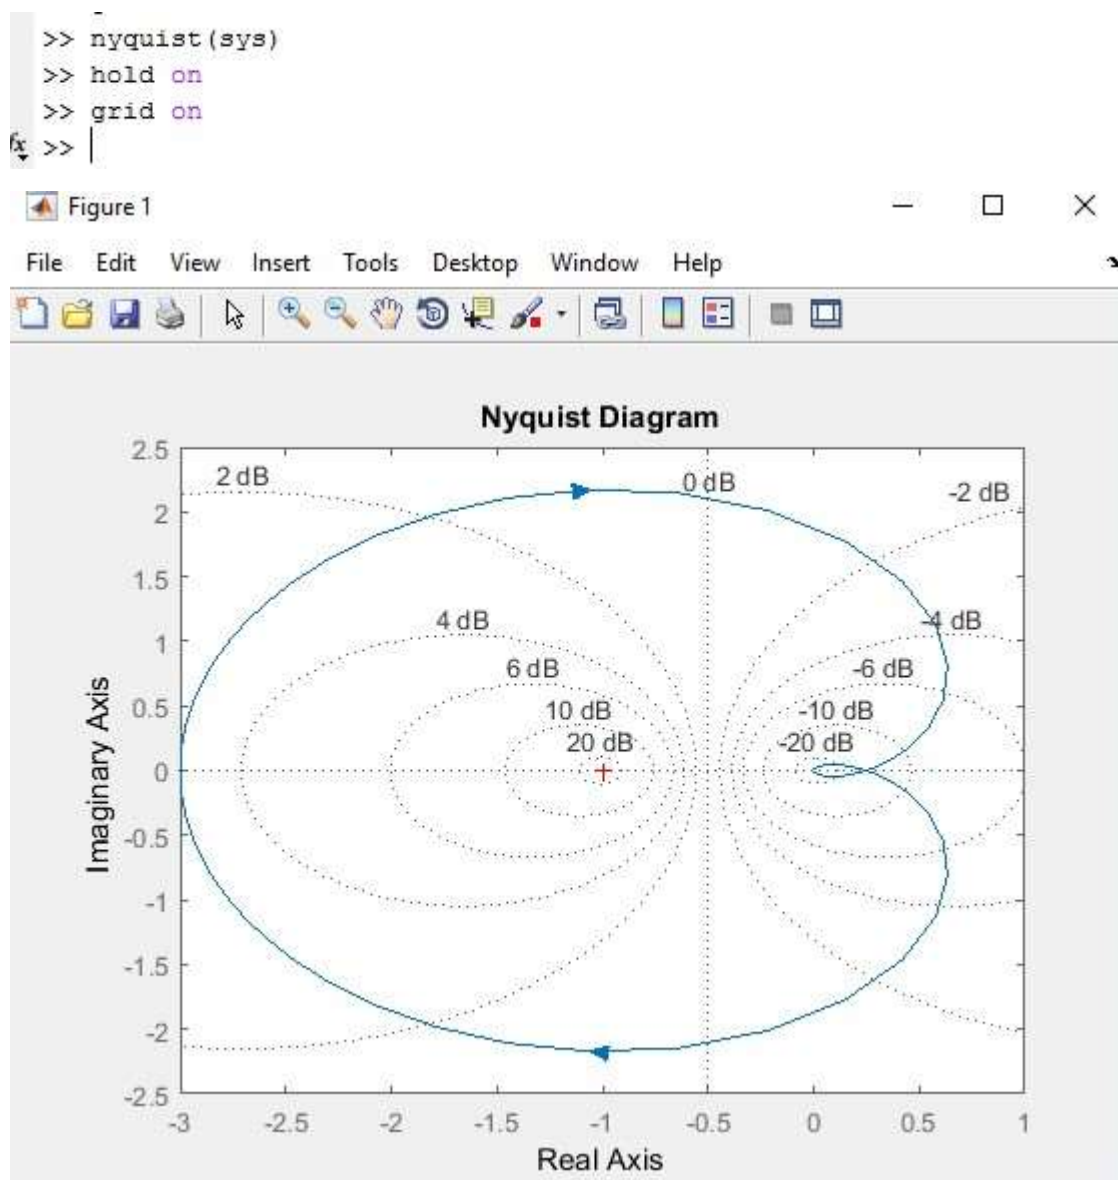 >> nyquist(sys)
>> hold on
>> grid on
fx >>
Figure 1
File Edit View Insert Tools Desktop Window Help
Nyquist Diagram
2.5
2
1.5
1
0.5
0
-0.5
-1
-1.5
-2
-2.5
Imaginary Axis
2 dB
0 dB
-2 dB
4 dB
-4 dB
6 dB
-6 dB
10 dB
-10 dB
20 dB
-20 dB
-3 -2.5 -2 -1.5 -1 -0.5 0 0.5 1
Real Axis